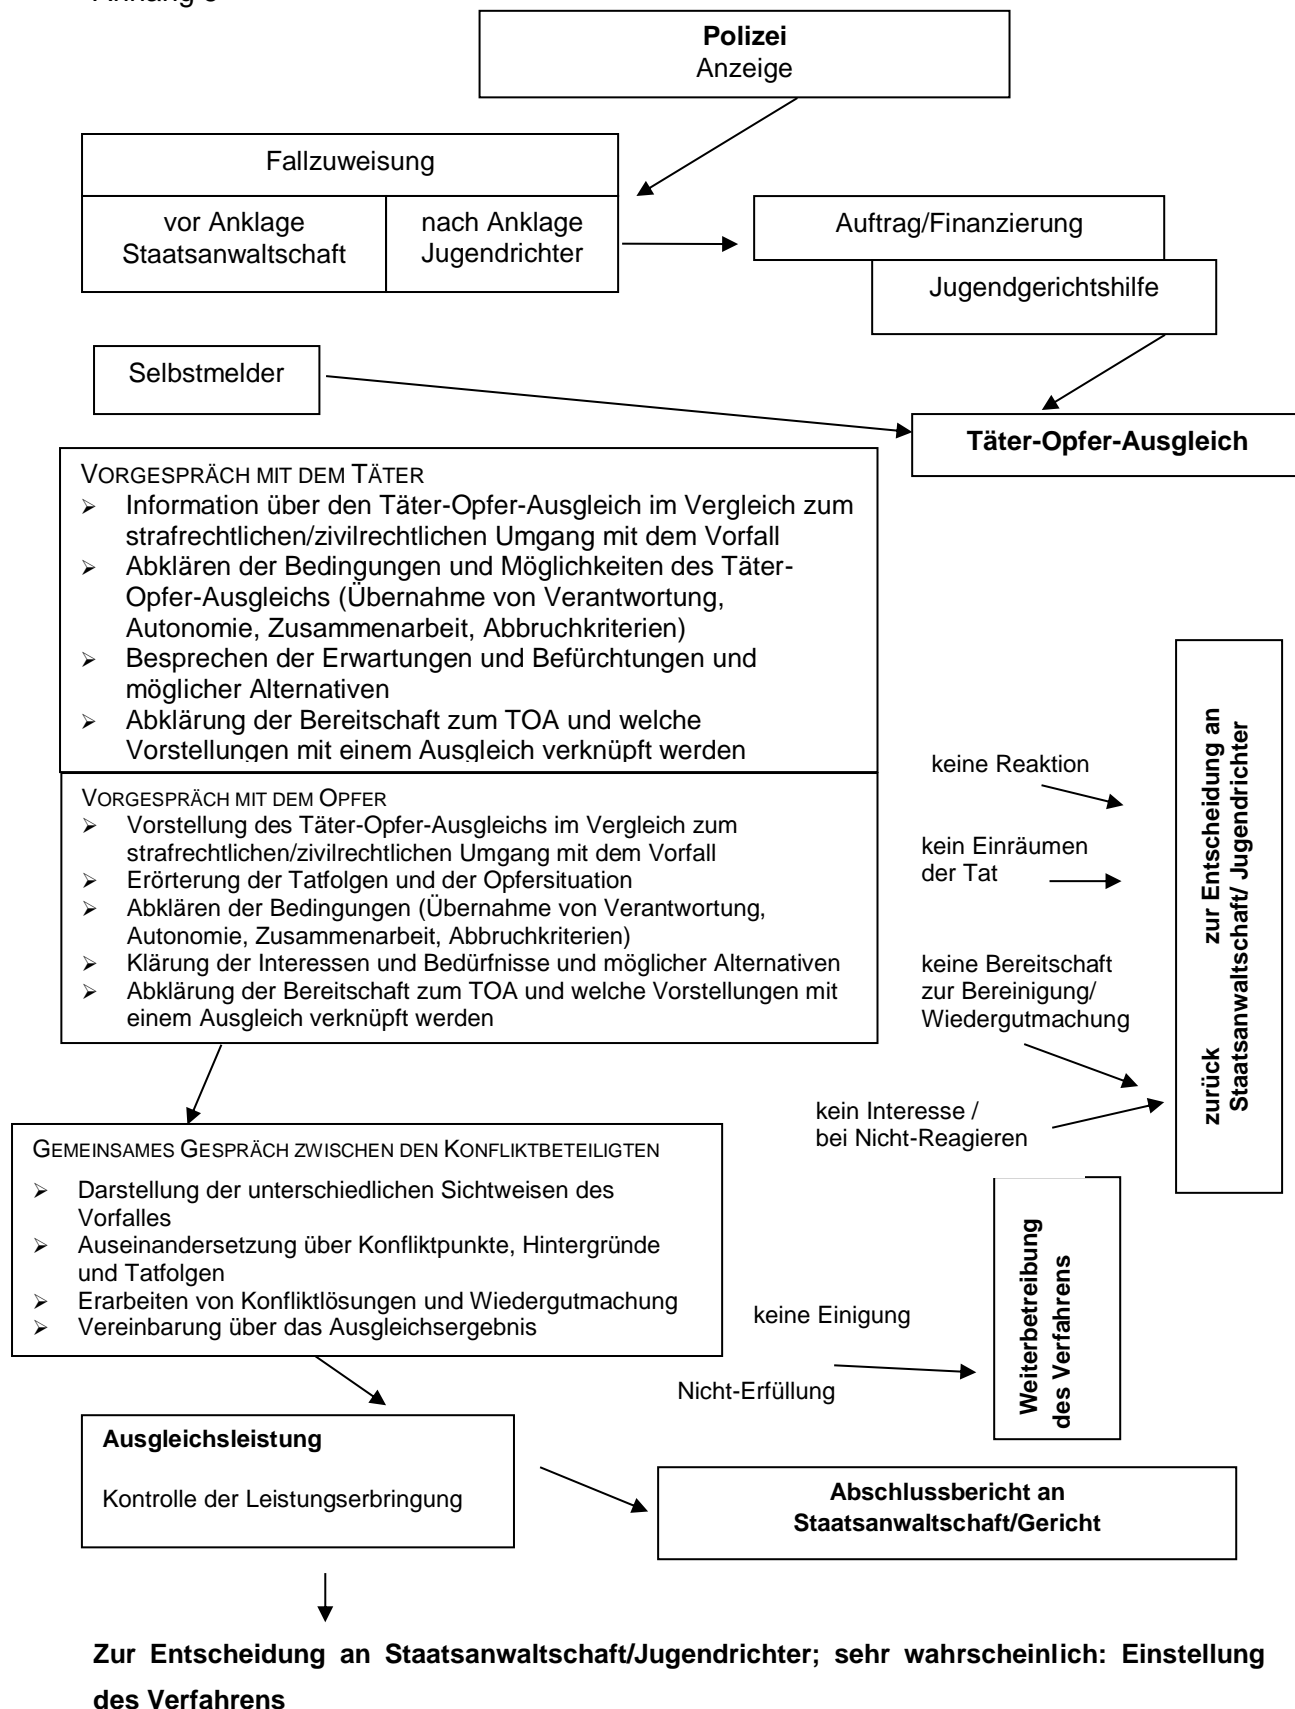 Polizei
Anzeige
Fallzuweisung
vor Anklage
Staatsanwaltschaft
nach Anklage
Jugendrichter
Auftrag/Finanzierung
Jugendgerichtshilfe
Selbstmelder
Täter-Opfer-Ausgleich
VORGESPRÄCH MIT DEM TÄTER
➢ Information über den Täter-Opfer-Ausgleich im Vergleich zum
strafrechtlichen/zivilrechtlichen Umgang mit dem Vorfall
➢ Abklären der Bedingungen und Möglichkeiten des Täter-
Opfer-Ausgleichs (Übernahme von Verantwortung,
Autonomie, Zusammenarbeit, Abbruchkriterien)
➢ Besprechen der Erwartungen und Befürchtungen und
möglicher Alternativen
➢ Abklärung der Bereitschaft zum TOA und welche
Vorstellungen mit einem Ausgleich verknüpft werden
VORGESPRÄCH MIT DEM OPFER
➢ Vorstellung des Täter-Opfer-Ausgleichs im Vergleich zum
strafrechtlichen/zivilrechtlichen Umgang mit dem Vorfall
➢ Erörterung der Tatfolgen und der Opfersituation
➢ Abklären der Bedingungen (Übernahme von Verantwortung,
Autonomie, Zusammenarbeit, Abbruchkriterien)
➢ Klärung der Interessen und Bedürfnisse und möglicher Alternativen
➢ Abklärung der Bereitschaft zum TOA und welche Vorstellungen mit
einem Ausgleich verknüpft werden
keine Reaktion
kein Einräumen
der Tat
keine Bereitschaft
zur Bereinigung/
Wiedergutmachung
kein Interesse /
bei Nicht-Reagieren
zurück zur Entscheidung an
Staatsanwaltschaft/ Jugendrichter
GEMEINSAMES GESPRÄCH ZWISCHEN DEN KONFLIKTBETEILIGTEN
➢ Darstellung der unterschiedlichen Sichtweisen des
Vorfalles
➢ Auseinandersetzung über Konfliktpunkte, Hintergründe
und Tatfolgen
➢ Erarbeiten von Konfliktlösungen und Wiedergutmachung
➢ Vereinbarung über das Ausgleichsergebnis
keine Einigung
Nicht-Erfüllung
Weiterbetreibung
des Verfahrens
Ausgleichsleistung
Kontrolle der Leistungserbringung
Abschlussbericht an
Staatsanwaltschaft/Gericht
Zur Entscheidung an Staatsanwaltschaft/Jugendrichter; sehr wahrscheinlich: Einstellung
des Verfahrens